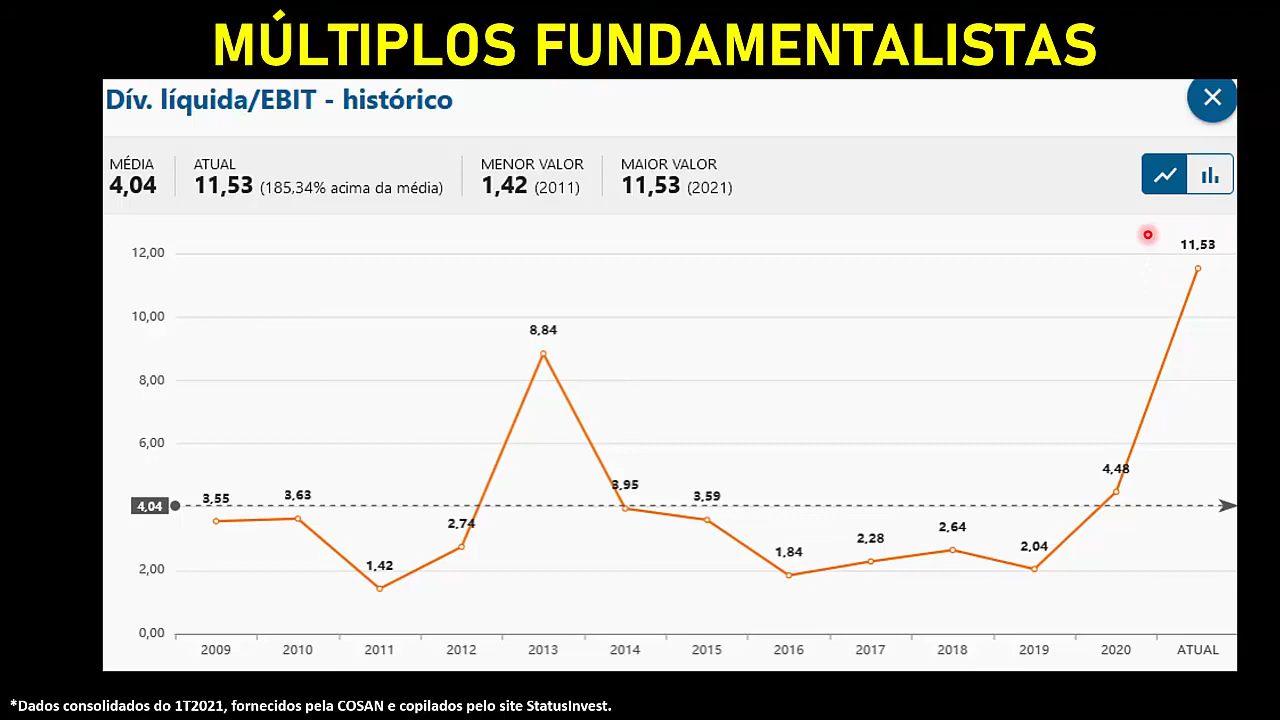 MÚLTIPLOS FUNDAMENTALISTAS
Dív. líquida/EBIT - histórico
MÉDIA
4,04
ATUAL
11,53 (185,34% acima da média)
MENOR VALOR
1,42 (2011)
MAIOR VALOR
11,53 (2021)
12,00
10,00
8,00
6,00
4,04
2,00
0,00
3,55
3,63
1,42
2,74
8,84
3,95
3,59
1,84
2,28
2,64
2,04
4,48
11,53
2009 2010 2011 2012 2013 2014 2015 2016 2017 2018 2019 2020 ATUAL
*Dados consolidados do 1T2021, fornecidos pela COSAN e copilados pelo site StatusInvest.